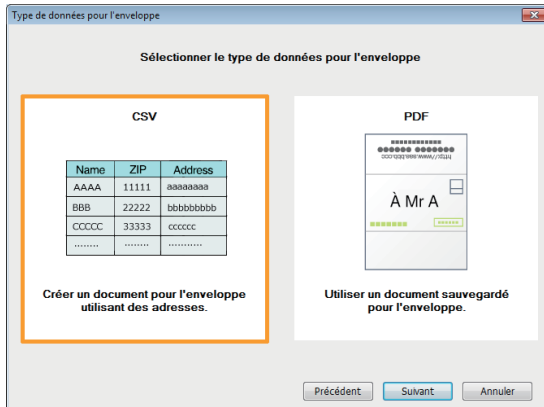 Type de données pour l'enveloppe
Sélectionner le type de données pour l'enveloppe
CSV
Name ZIP Address
AAAA 11111 aaaaaaaa
BBB 22222 bbbbbbbbb
CCCCC 33333 cccccc
........ ........ ...........
Créer un document pour l'enveloppe
utilisant des adresses.
PDF
À Mr A
Utiliser un document sauvegardé
pour l'enveloppe.
Précédent Suivant Annuler